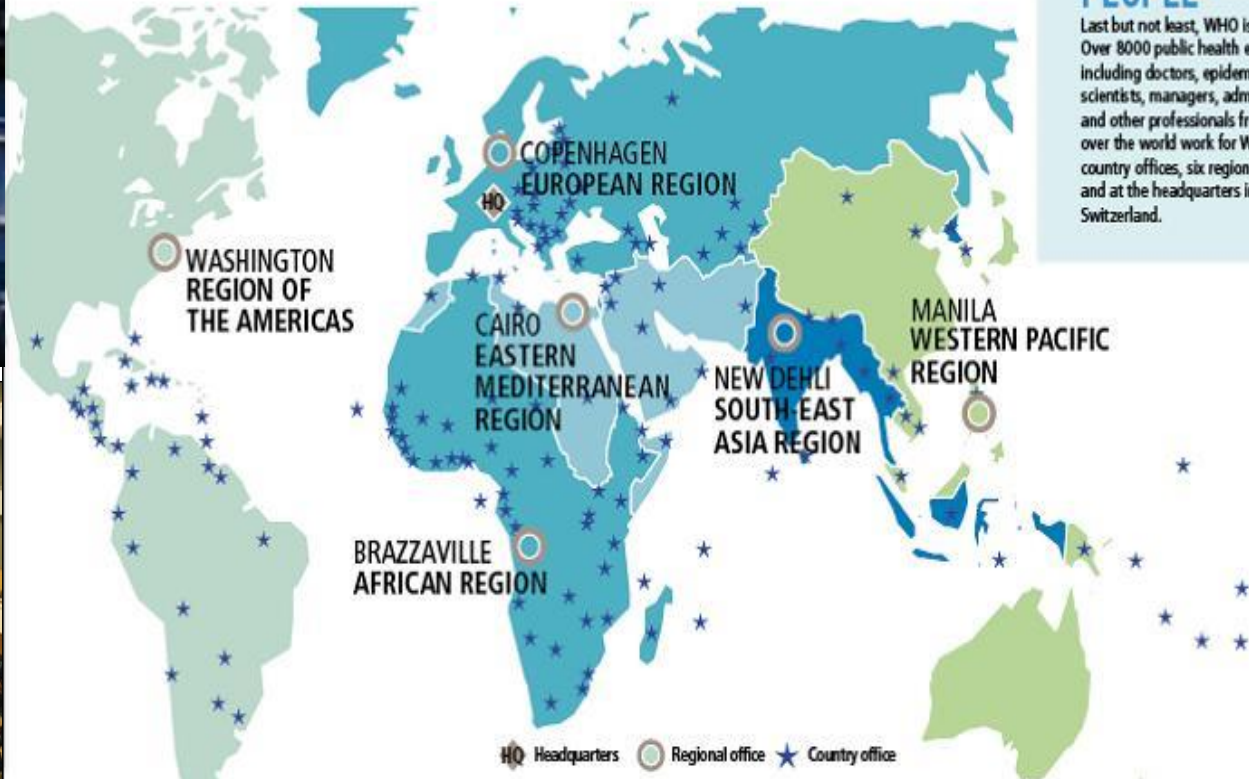 PEOPLE
Last but not least, WHO is
Over 8000 public health e
including doctors, epidem
scientists, managers, adm
and other professionals fr
over the world work for W
country offices, six region
and at the headquarters i
Switzerland.
COPENHAGEN
EUROPEAN REGION
HQ
WASHINGTON
REGION OF
THE AMERICAS
CAIRO
EASTERN
MEDITERRANEAN
REGION
NEW DEHLI
SOUTH-EAST
ASIA REGION
MANILA
WESTERN PACIFIC
REGION
BRAZZAVILLE
AFRICAN REGION
HQ Headquarters Regional office Country office